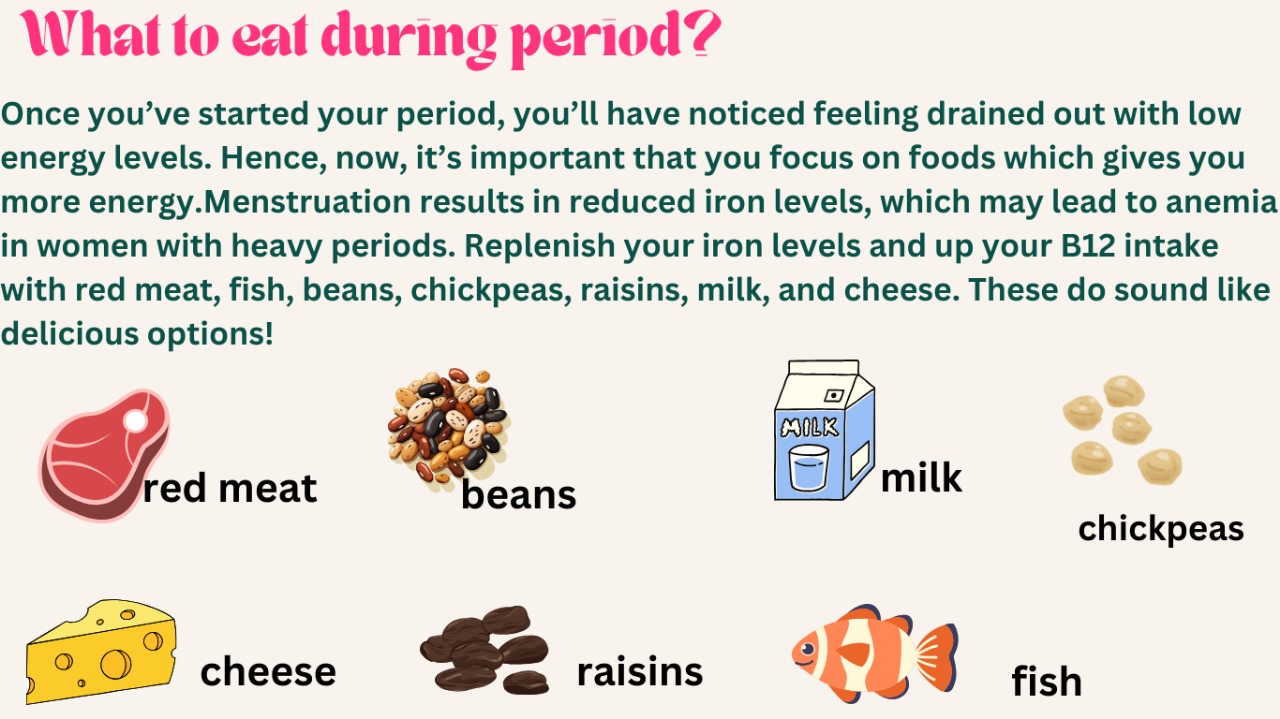 What to eat during period?
Once you’ve started your period, you’ll have noticed feeling drained out with low
energy levels. Hence, now, it’s important that you focus on foods which gives you
more energy.Menstruation results in reduced iron levels, which may lead to anemia
in women with heavy periods. Replenish your iron levels and up your B12 intake
with red meat, fish, beans, chickpeas, raisins, milk, and cheese. These do sound like
delicious options!
MILK
red meat
beans
milk
chickpeas
cheese
raisins
fish